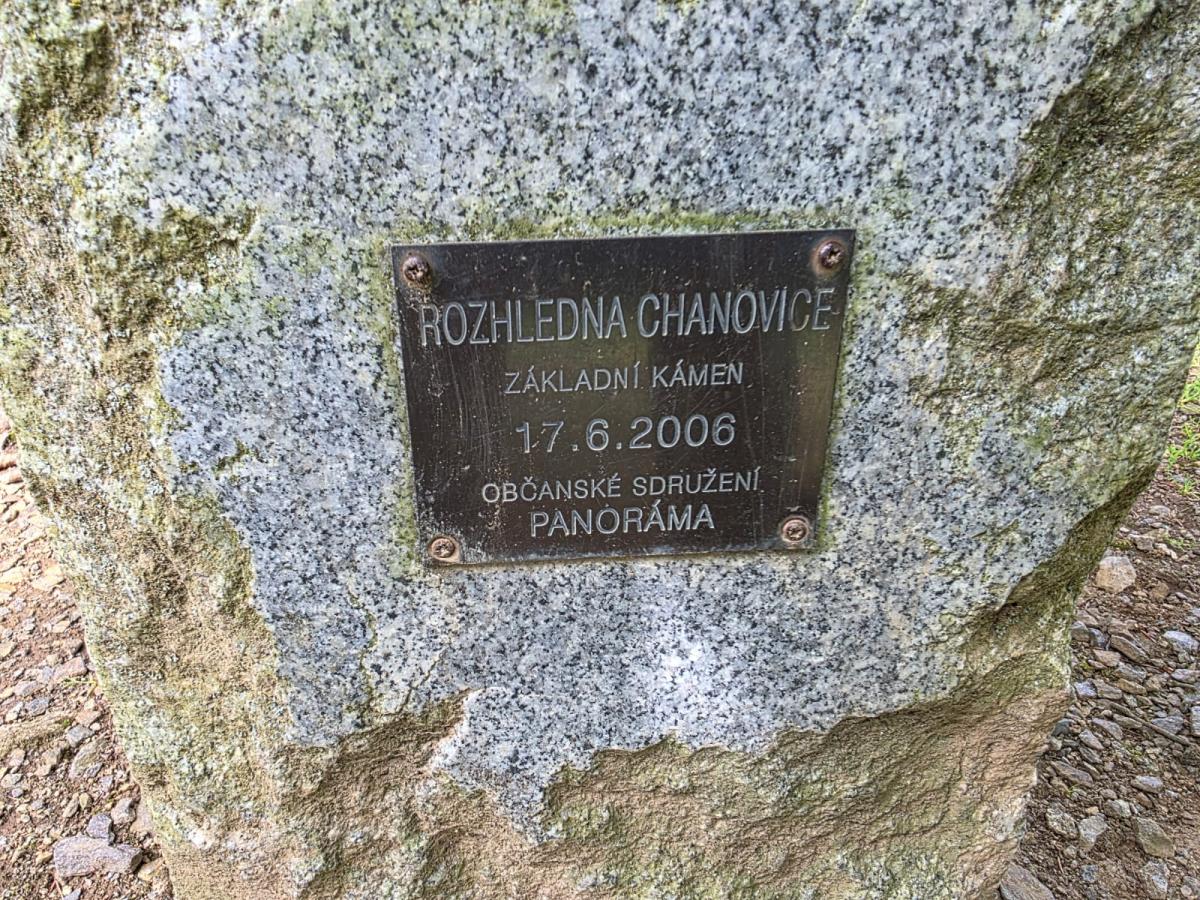 ROZHLEDNA CHANOVICE
ZÁKLADNÍ KÁMEN
17.6.2006
OBČANSKÉ SDRUŽENÍ
PANORÁMA